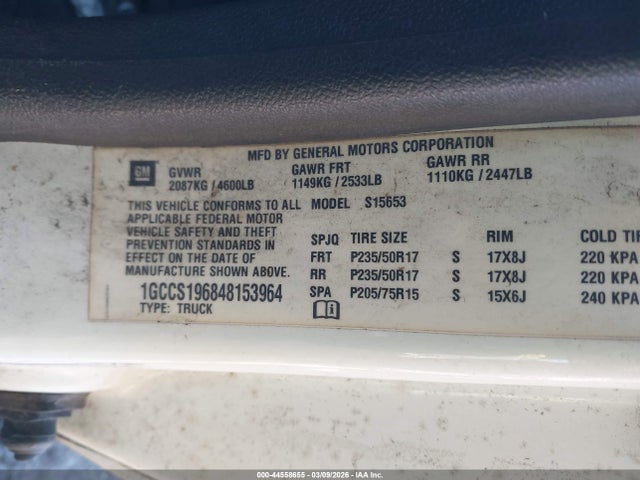 MFD BY GENERAL MOTORS CORPORATION
GM GVWR GAWR FRT GAWR RR
2087KG / 4600LB 1149KG / 2533LB 1110KG / 2447LB
THIS VEHICLE CONFORMS TO ALL MODEL S15653
APPLICABLE FEDERAL MOTOR
VEHICLE SAFETY AND THEFT
PREVENTION STANDARDS IN SPJQ TIRE SIZE RIM COLD TI
EFFECT ON THE DATE OF FRT P235/50R17 S 17X8J 220 KPA
MANUFACTURE SHOWN ABOVE. RR P235/50R17 S 17X8J 220 KPA
1GCCS196848153964 SPA P205/75R15 S 15X6J 240 KPA
TYPE: TRUCK
000-44558655 - 03/09/2026 - IAAI.COM